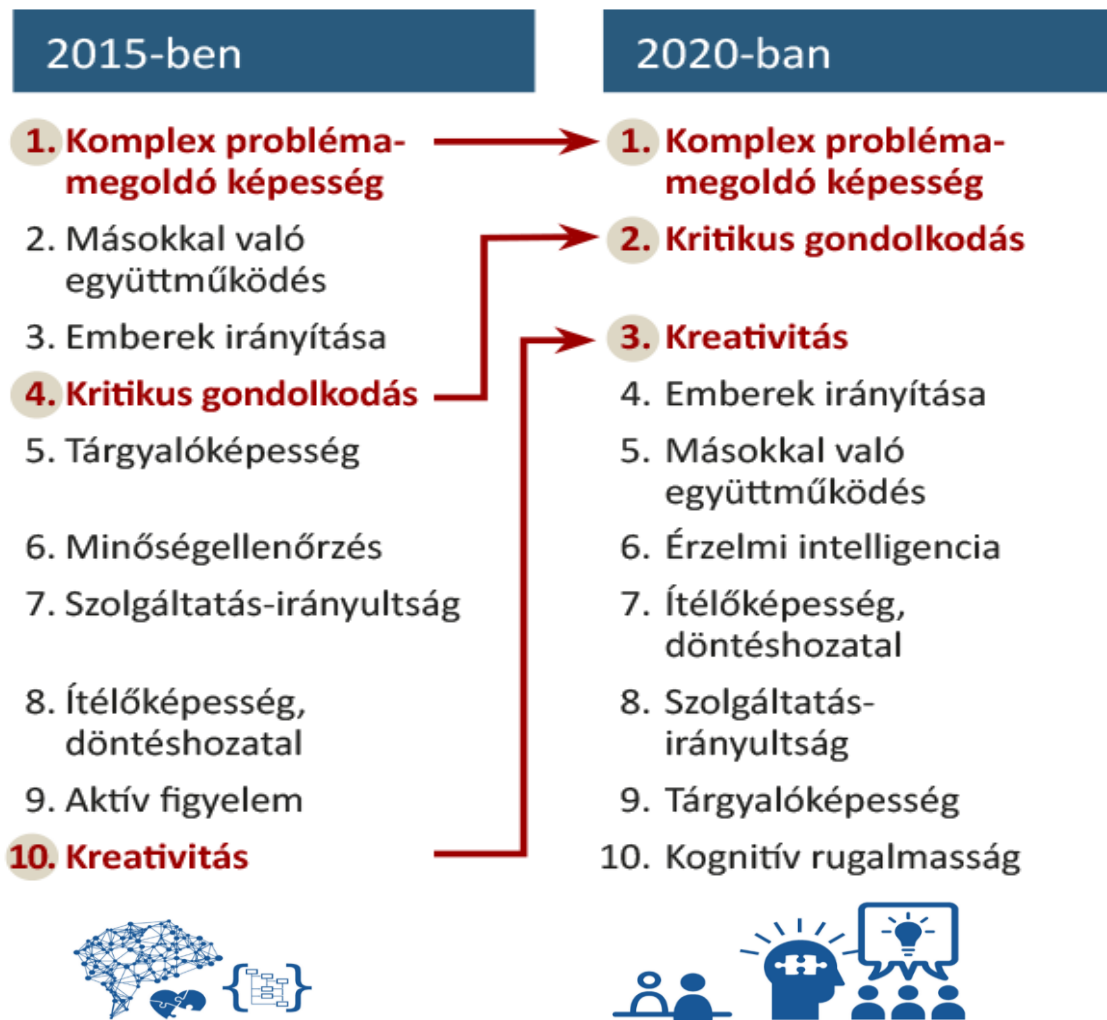 2015-ben
1. Komplex probléma-
megoldó képesség
2. Másokkal való
együttműködés
3. Emberek irányítása
4. Kritikus gondolkodás
5. Tárgyalóképesség
6. Minőségellenőrzés
7. Szolgáltatás-irányultság
8. Ítélőképesség,
döntéshozatal
9. Aktív figyelem
10. Kreativitás
2020-ban
1. Komplex probléma-
megoldó képesség
2. Kritikus gondolkodás
3. Kreativitás
4. Emberek irányítása
5. Másokkal való
együttműködés
6. Érzelmi intelligencia
7. Ítélőképesség,
döntéshozatal
8. Szolgáltatás-
irányultság
9. Tárgyalóképesség
10. Kognitív rugalmasság